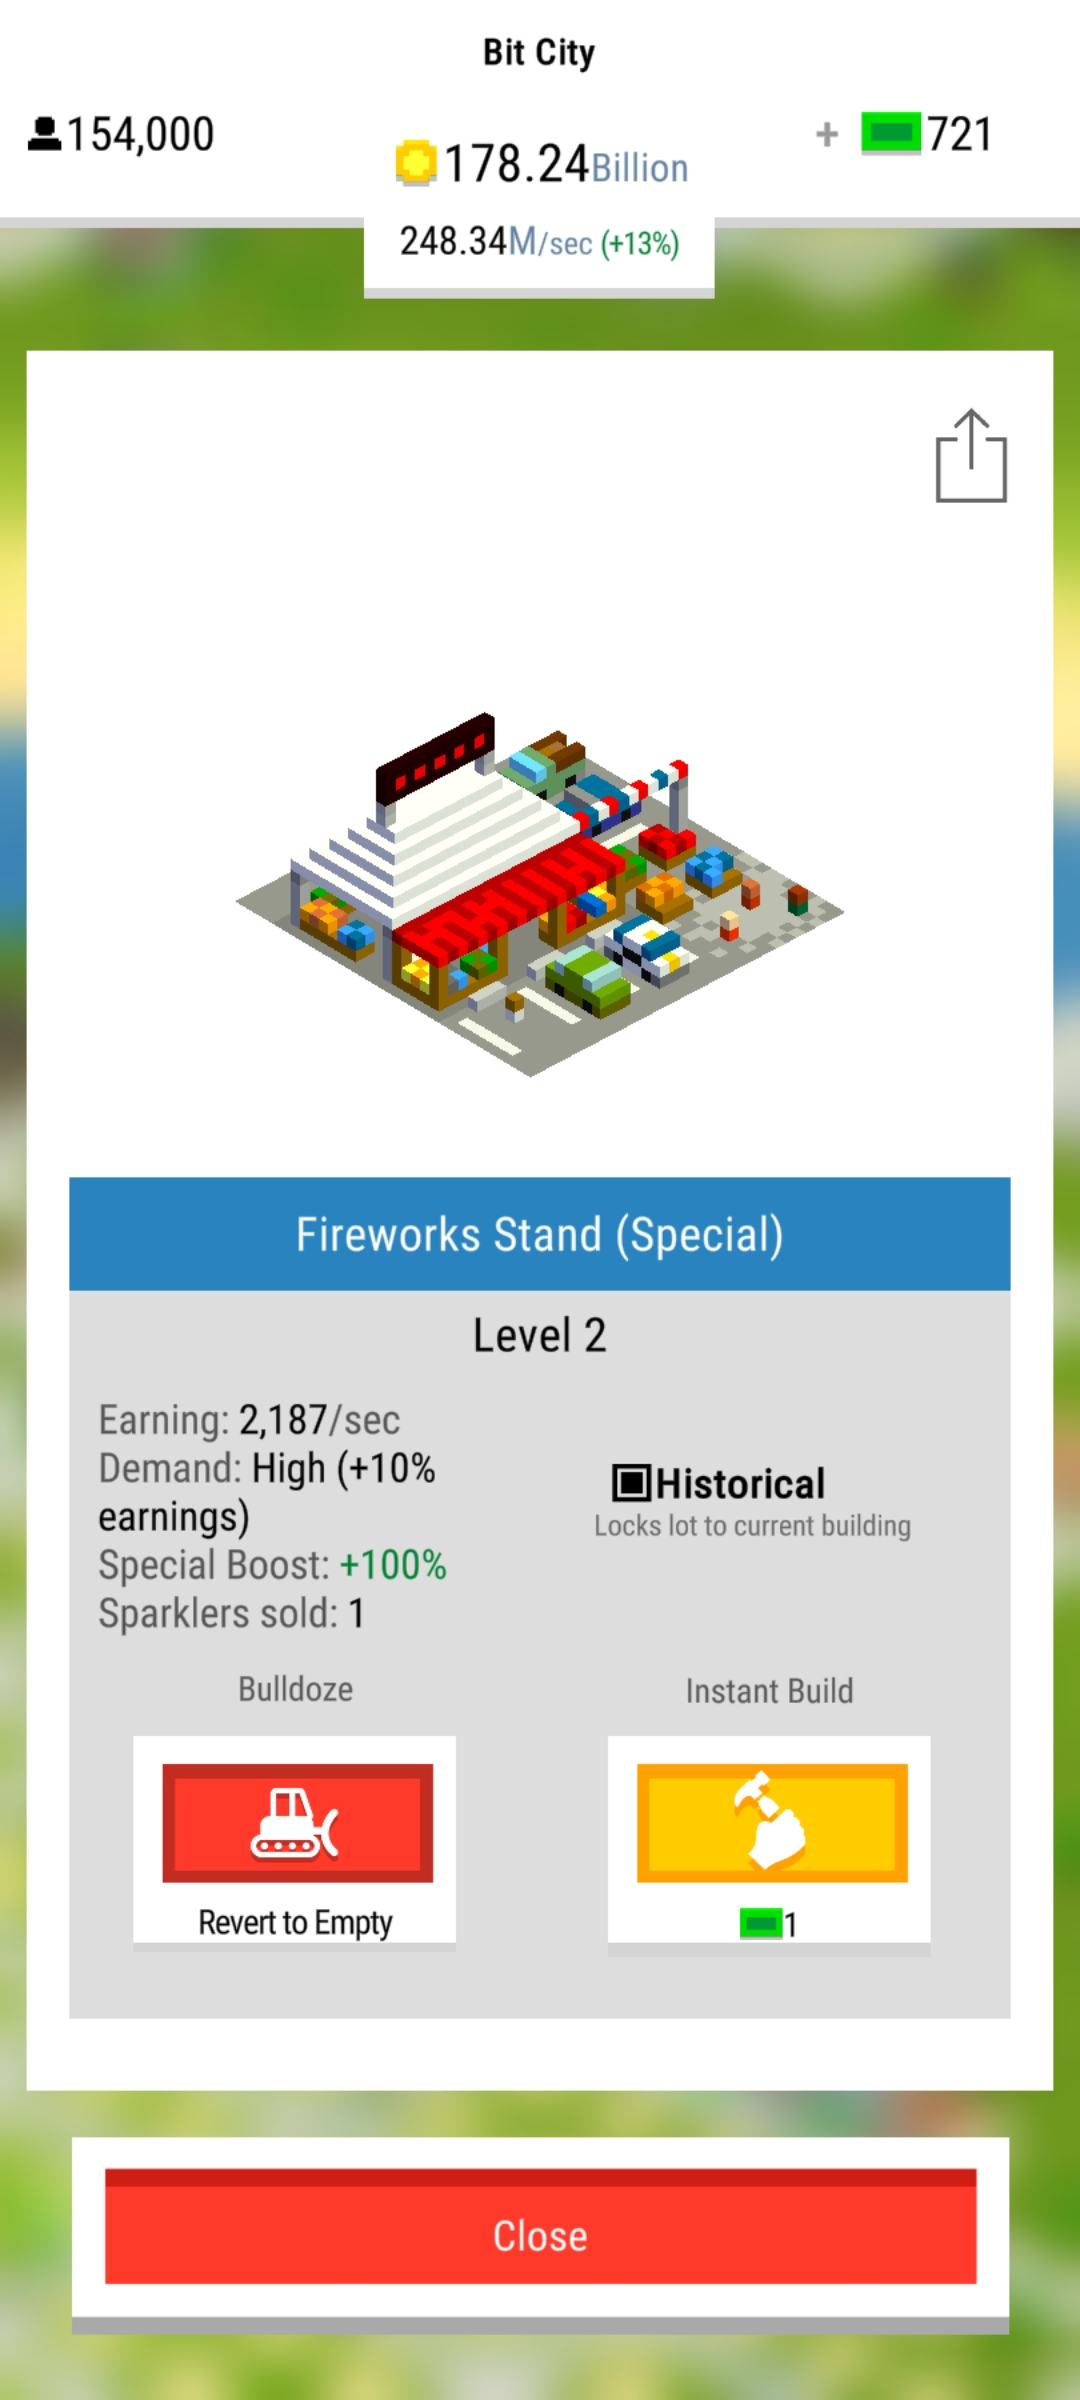 Bit City
154,000
178.24Billion
+ 721
248.34M/sec (+13%)
Fireworks Stand (Special)
Level 2
Earning: 2,187/sec
Demand: High (+10%
earnings)
Special Boost: +100%
Sparklers sold: 1
Historical
Locks lot to current building
Bulldoze
Instant Build
Revert to Empty
1
Close